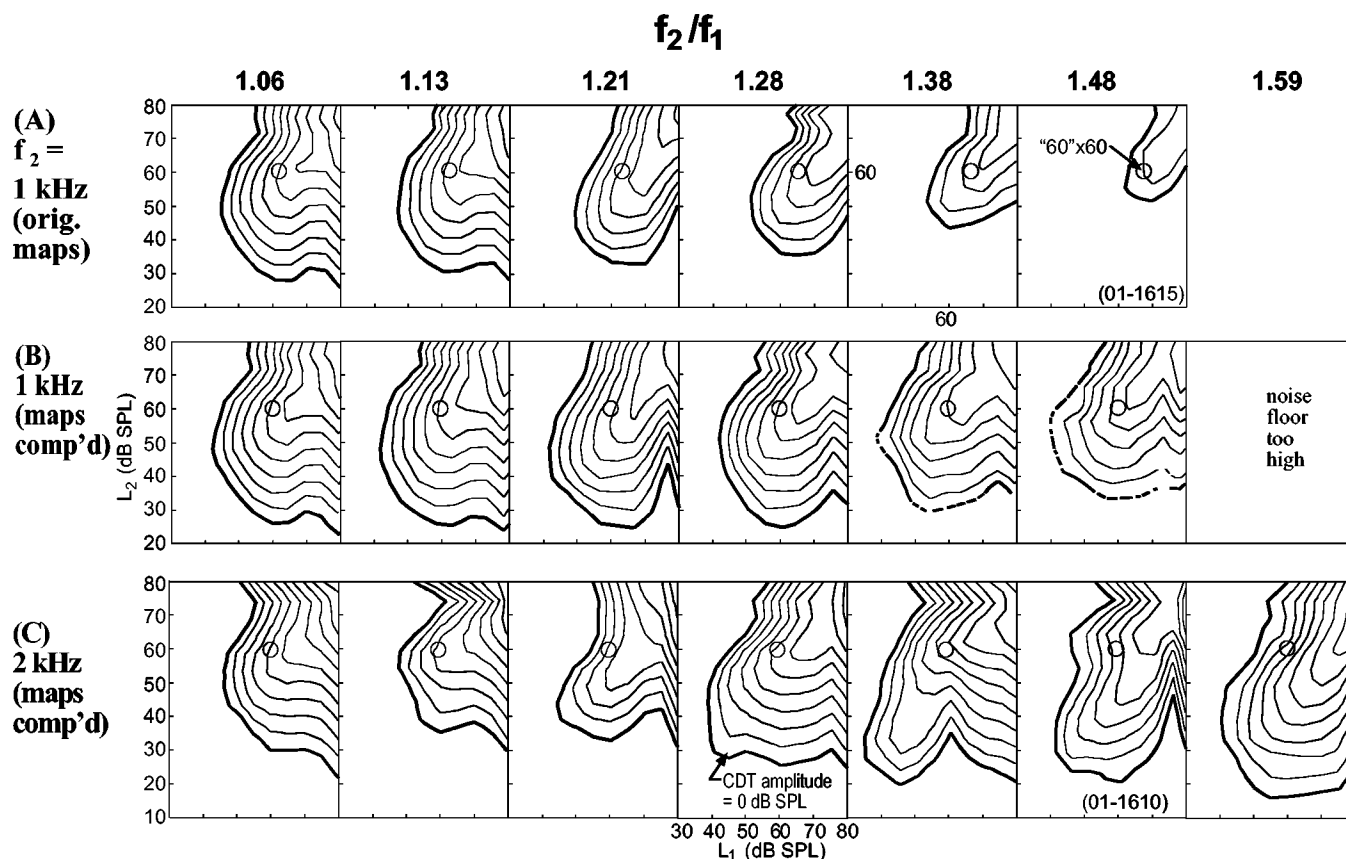 f2/f1
1.06 1.13 1.21 1.28 1.38 1.48 1.59
(A)
f2 =
1 kHz
(orig.
maps)
80
70
60
50
40
30
20
60
"60"x60
(01-1615)
60
(B)
1 kHz
(maps
comp'd)
L2 (dB SPL)
80
70
60
50
40
30
20
noise
floor
too
high
(C)
2 kHz
(maps
comp'd)
80
70
60
50
40
30
20
10
CDT amplitude
= 0 dB SPL
(01-1610)
30 40 50 60 70 80
L1 (dB SPL)